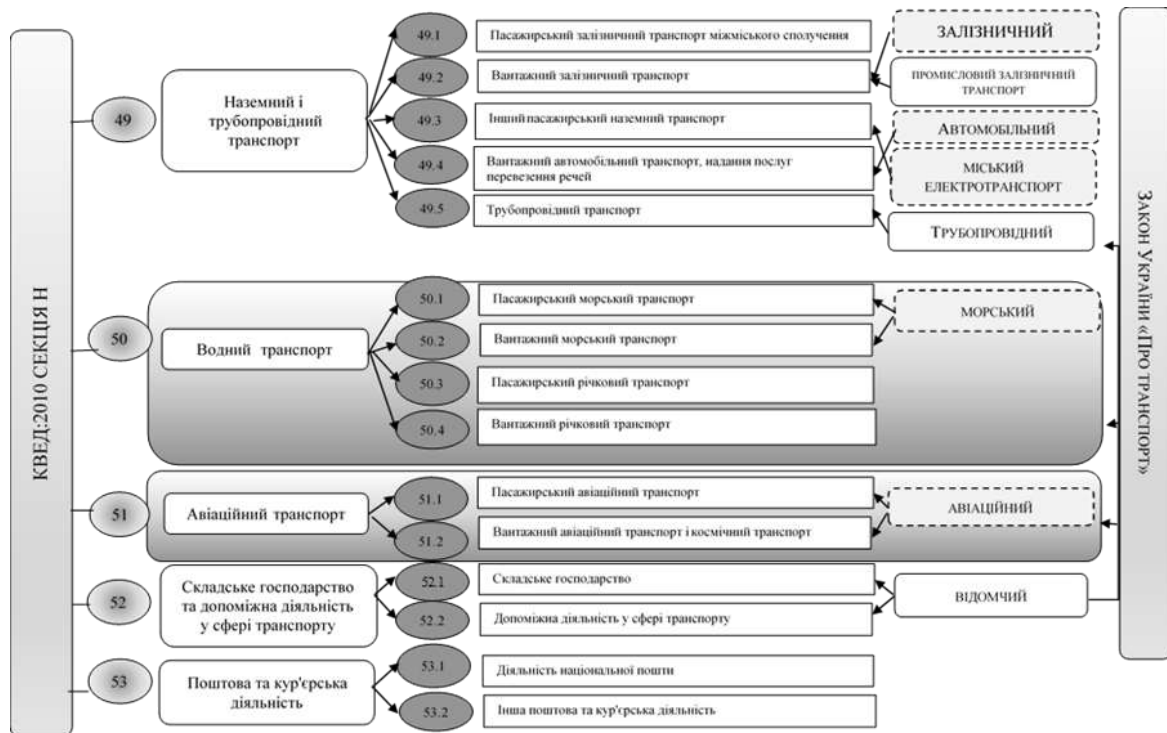 КВЕД:2010 СЕКЦІЯ Н
49
Наземний і
трубопровідний
транспорт
49.1
Пасажирський залізничний транспорт міжміського сполучення
49.2
Вантажний залізничний транспорт
49.3
Інший пасажирський наземний транспорт
49.4
Вантажний автомобільний транспорт, надання послуг
перевезення речей
49.5
Трубопровідний транспорт
ЗАЛІЗНИЧНИЙ
ПРОМИСЛОВИЙ ЗАЛІЗНИЧНИЙ
ТРАНСПОРТ
АВТОМОБІЛЬНИЙ
МІСЬКИЙ
ЕЛЕКТРОТРАНСПОРТ
ТРУБОПРОВІДНИЙ
50
Водний транспорт
50.1
Пасажирський морський транспорт
50.2
Вантажний морський транспорт
50.3
Пасажирський річковий транспорт
50.4
Вантажний річковий транспорт
МОРСЬКИЙ
51
Авіаційний транспорт
51.1
Пасажирський авіаційний транспорт
51.2
Вантажний авіаційний транспорт і космічний транспорт
АВІАЦІЙНИЙ
52
Складське господарство
та допоміжна діяльність
у сфері транспорту
52.1
Складське господарство
52.2
Допоміжна діяльність у сфері транспорту
ВІДОМЧИЙ
53
Поштова та кур'єрська
діяльність
53.1
Діяльність національної пошти
53.2
Інша поштова та кур'єрська діяльність
ЗАКОН УКРАЇНИ «ПРО ТРАНСПОРТ»